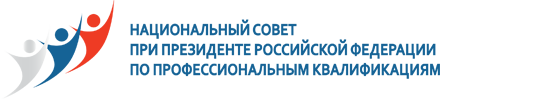 НАЦИОНАЛЬНЫЙ СОВЕТ
ПРИ ПРЕЗИДЕНТЕ РОССИЙСКОЙ ФЕДЕРАЦИИ
ПО ПРОФЕССИОНАЛЬНЫМ КВАЛИФИКАЦИЯМ